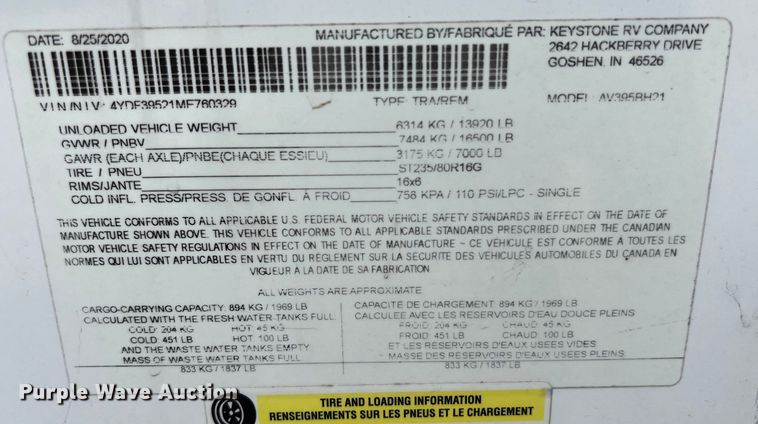 DATE: 8/25/2020
MANUFACTURED BY/FABRIQUÉ PAR: KEYSTONE RV COMPANY
2642 HACKBERRY DRIVE
GOSHEN, IN 46526
V I N /N I V: 4YDF39521MF760329 TYPE: TRA/REM MODEL: AV395BH21
UNLOADED VEHICLE WEIGHT 6314 KG / 13920 LB
GVWR / PNBV 7484 KG / 16500 LB
GAWR (EACH AXLE)/PNBE(CHAQUE ESSIEU) 3175 KG / 7000 LB
TIRE / PNEU ST235/80R16G
RIMS/JANTE 16x6
COLD INFL. PRESS/PRESS. DE GONFL. À FROID 758 KPA / 110 PSI/LPC - SINGLE
THIS VEHICLE CONFORMS TO ALL APPLICABLE U.S. FEDERAL MOTOR VEHICLE SAFETY STANDARDS IN EFFECT ON THE DATE OF
MANUFACTURE SHOWN ABOVE. THIS VEHICLE CONFORMS TO ALL APPLICABLE STANDARDS PRESCRIBED UNDER THE CANADIAN
MOTOR VEHICLE SAFETY REGULATIONS IN EFFECT ON THE DATE OF MANUFACTURE ~ CE VEHICULE EST CONFORME À TOUTES LES
NORMES QUI LUI SONT APPLICABLES EN VERTU DU RÈGLEMENT SUR LA SECURITE DES VEHICULES AUTOMOBILES DU CANADA EN
VIGUEUR A LA DATE DE SA FABRICATION.
ALL WEIGHTS ARE APPROXIMATE
CARGO-CARRYING CAPACITY: 894 KG / 1969 LB
CALCULATED WITH THE FRESH WATER TANKS FULL
COLD: 204 KG HOT: 45 KG
COLD: 451 LB HOT: 100 LB
AND THE WASTE WATER TANKS EMPTY
MASS OF WASTE WATER TANKS FULL
833 KG / 1837 LB
CAPACITE DE CHARGEMENT: 894 KG / 1969 LB
CALCULEE AVEC LES RESERVOIRS D'EAU DOUCE PLEINS
FROID: 204 KG CHAUD: 45 KG
FROID: 451 LB CHAUD: 100 LB
ET LES RESERVOIRS D'EAUX USEES VIDES
MASSE DES RESERVOIRS D'EAUX USÉES PLEINS
833 KG / 1837 LB
Purple Wave Auction
TIRE AND LOADING INFORMATION
RENSEIGNEMENTS SUR LES PNEUS ET LE CHARGEMENT